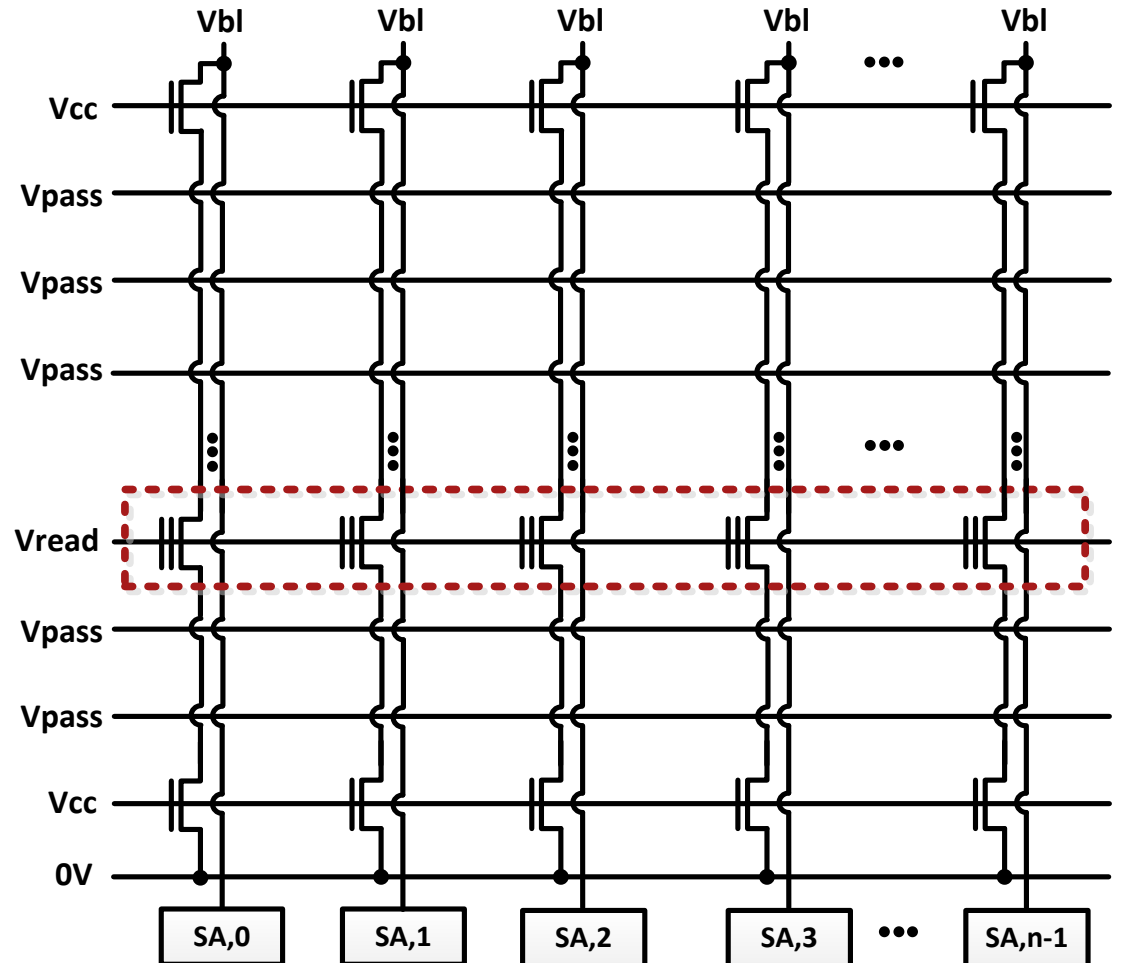 Vbl Vbl Vbl Vbl Vbl
Vcc
Vpass
Vpass
Vpass
Vread
Vpass
Vpass
Vcc
0V
SA,0 SA,1 SA,2 SA,3 SA,n-1